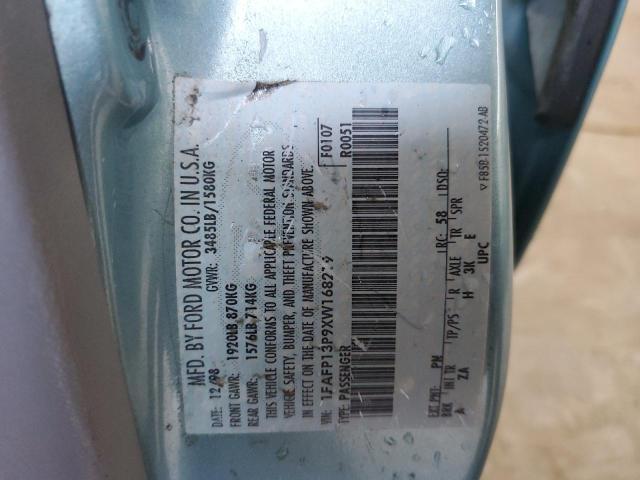 MFD. BY FORD MOTOR CO. IN U.S.A.
DATE: 12/98 GVWR: 3485LB/1580KG
FRONT GAWR: 1920LB 870KG
REAR GAWR: 1576LB 714KG
THIS VEHICLE CONFORMS TO ALL APPLICABLE FEDERAL MOTOR
VEHICLE SAFETY, BUMPER, AND THEFT PREVENTION STANDARDS
IN EFFECT ON THE DATE OF MANUFACTURE SHOWN ABOVE.
VIN: 1FAFP13P9XW1682 9 F0107
TYPE: PASSENGER R0051
EXT PNT: PM LRC: 58 DSO:
BRK INT TR TP/PS R AXLE TR SPR
A ZA H 3K E
UPC
▽ F85B 1520472 AB